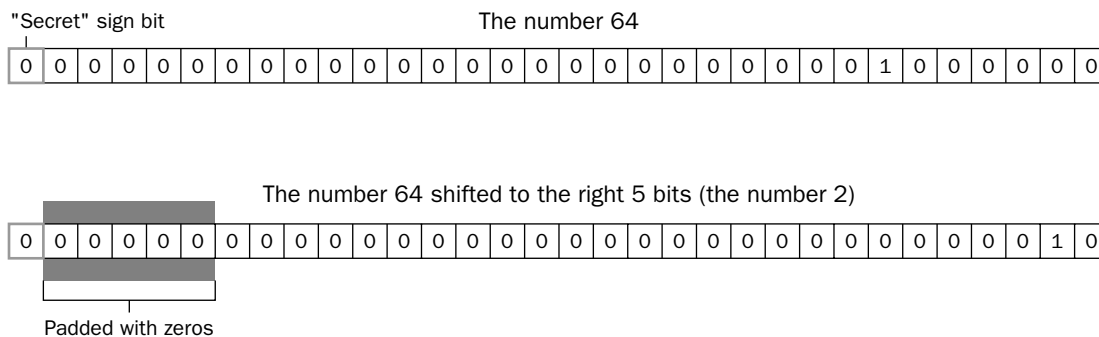 "Secret" sign bit The number 64
0 0 0 0 0 0 0 0 0 0 0 0 0 0 0 0 0 0 0 0 0 0 0 0 0 1 0 0 0 0 0 0
The number 64 shifted to the right 5 bits (the number 2)
0 0 0 0 0 0 0 0 0 0 0 0 0 0 0 0 0 0 0 0 0 0 0 0 0 0 0 0 0 0 1 0
Padded with zeros